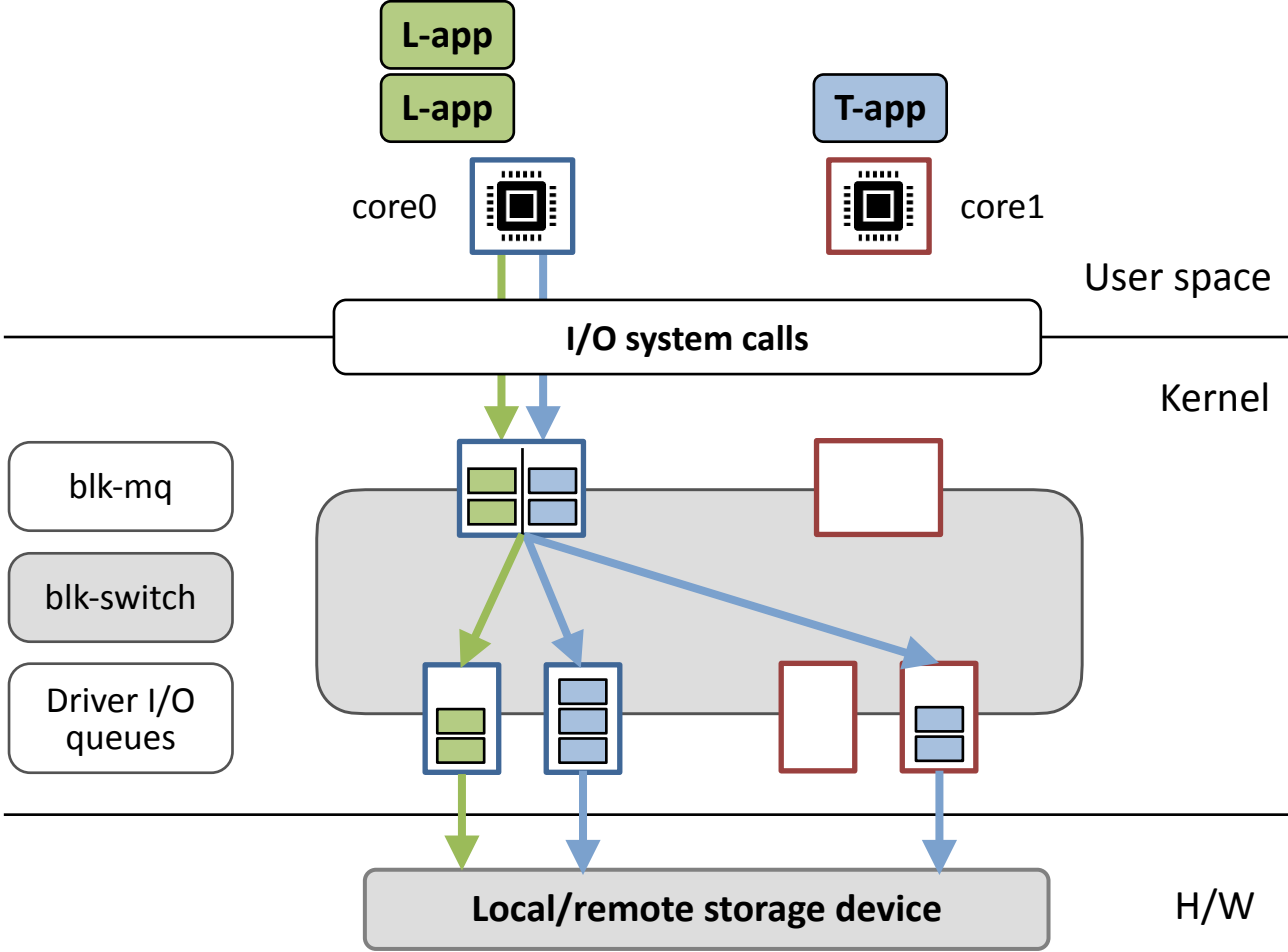 L-app
L-app
T-app
core0
core1
User space
I/O system calls
Kernel
blk-mq
blk-switch
Driver I/O
queues
Local/remote storage device
H/W